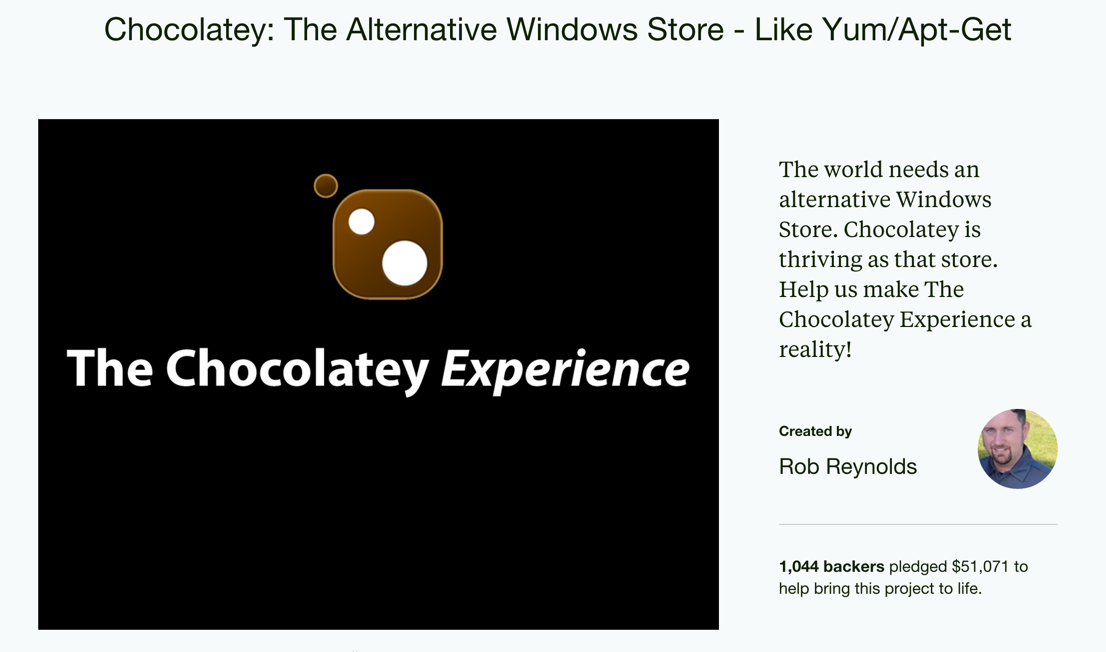 Chocolatey: The Alternative Windows Store - Like Yum/Apt-Get
The Chocolatey Experience
The world needs an
alternative Windows
Store. Chocolatey is
thriving as that store.
Help us make The
Chocolatey Experience a
reality!
Created by
Rob Reynolds
1,044 backers pledged $51,071 to
help bring this project to life.